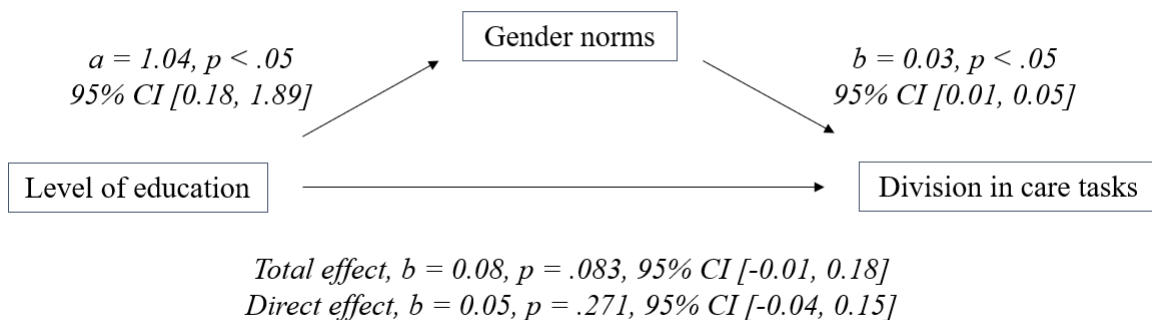 Gender norms
a = 1.04, p < .05
95% CI [0.18, 1.89]
b = 0.03, p < .05
95% CI [0.01, 0.05]
Level of education
Division in care tasks
Total effect, b = 0.08, p = .083, 95% CI [-0.01, 0.18]
Direct effect, b = 0.05, p = .271, 95% CI [-0.04, 0.15]